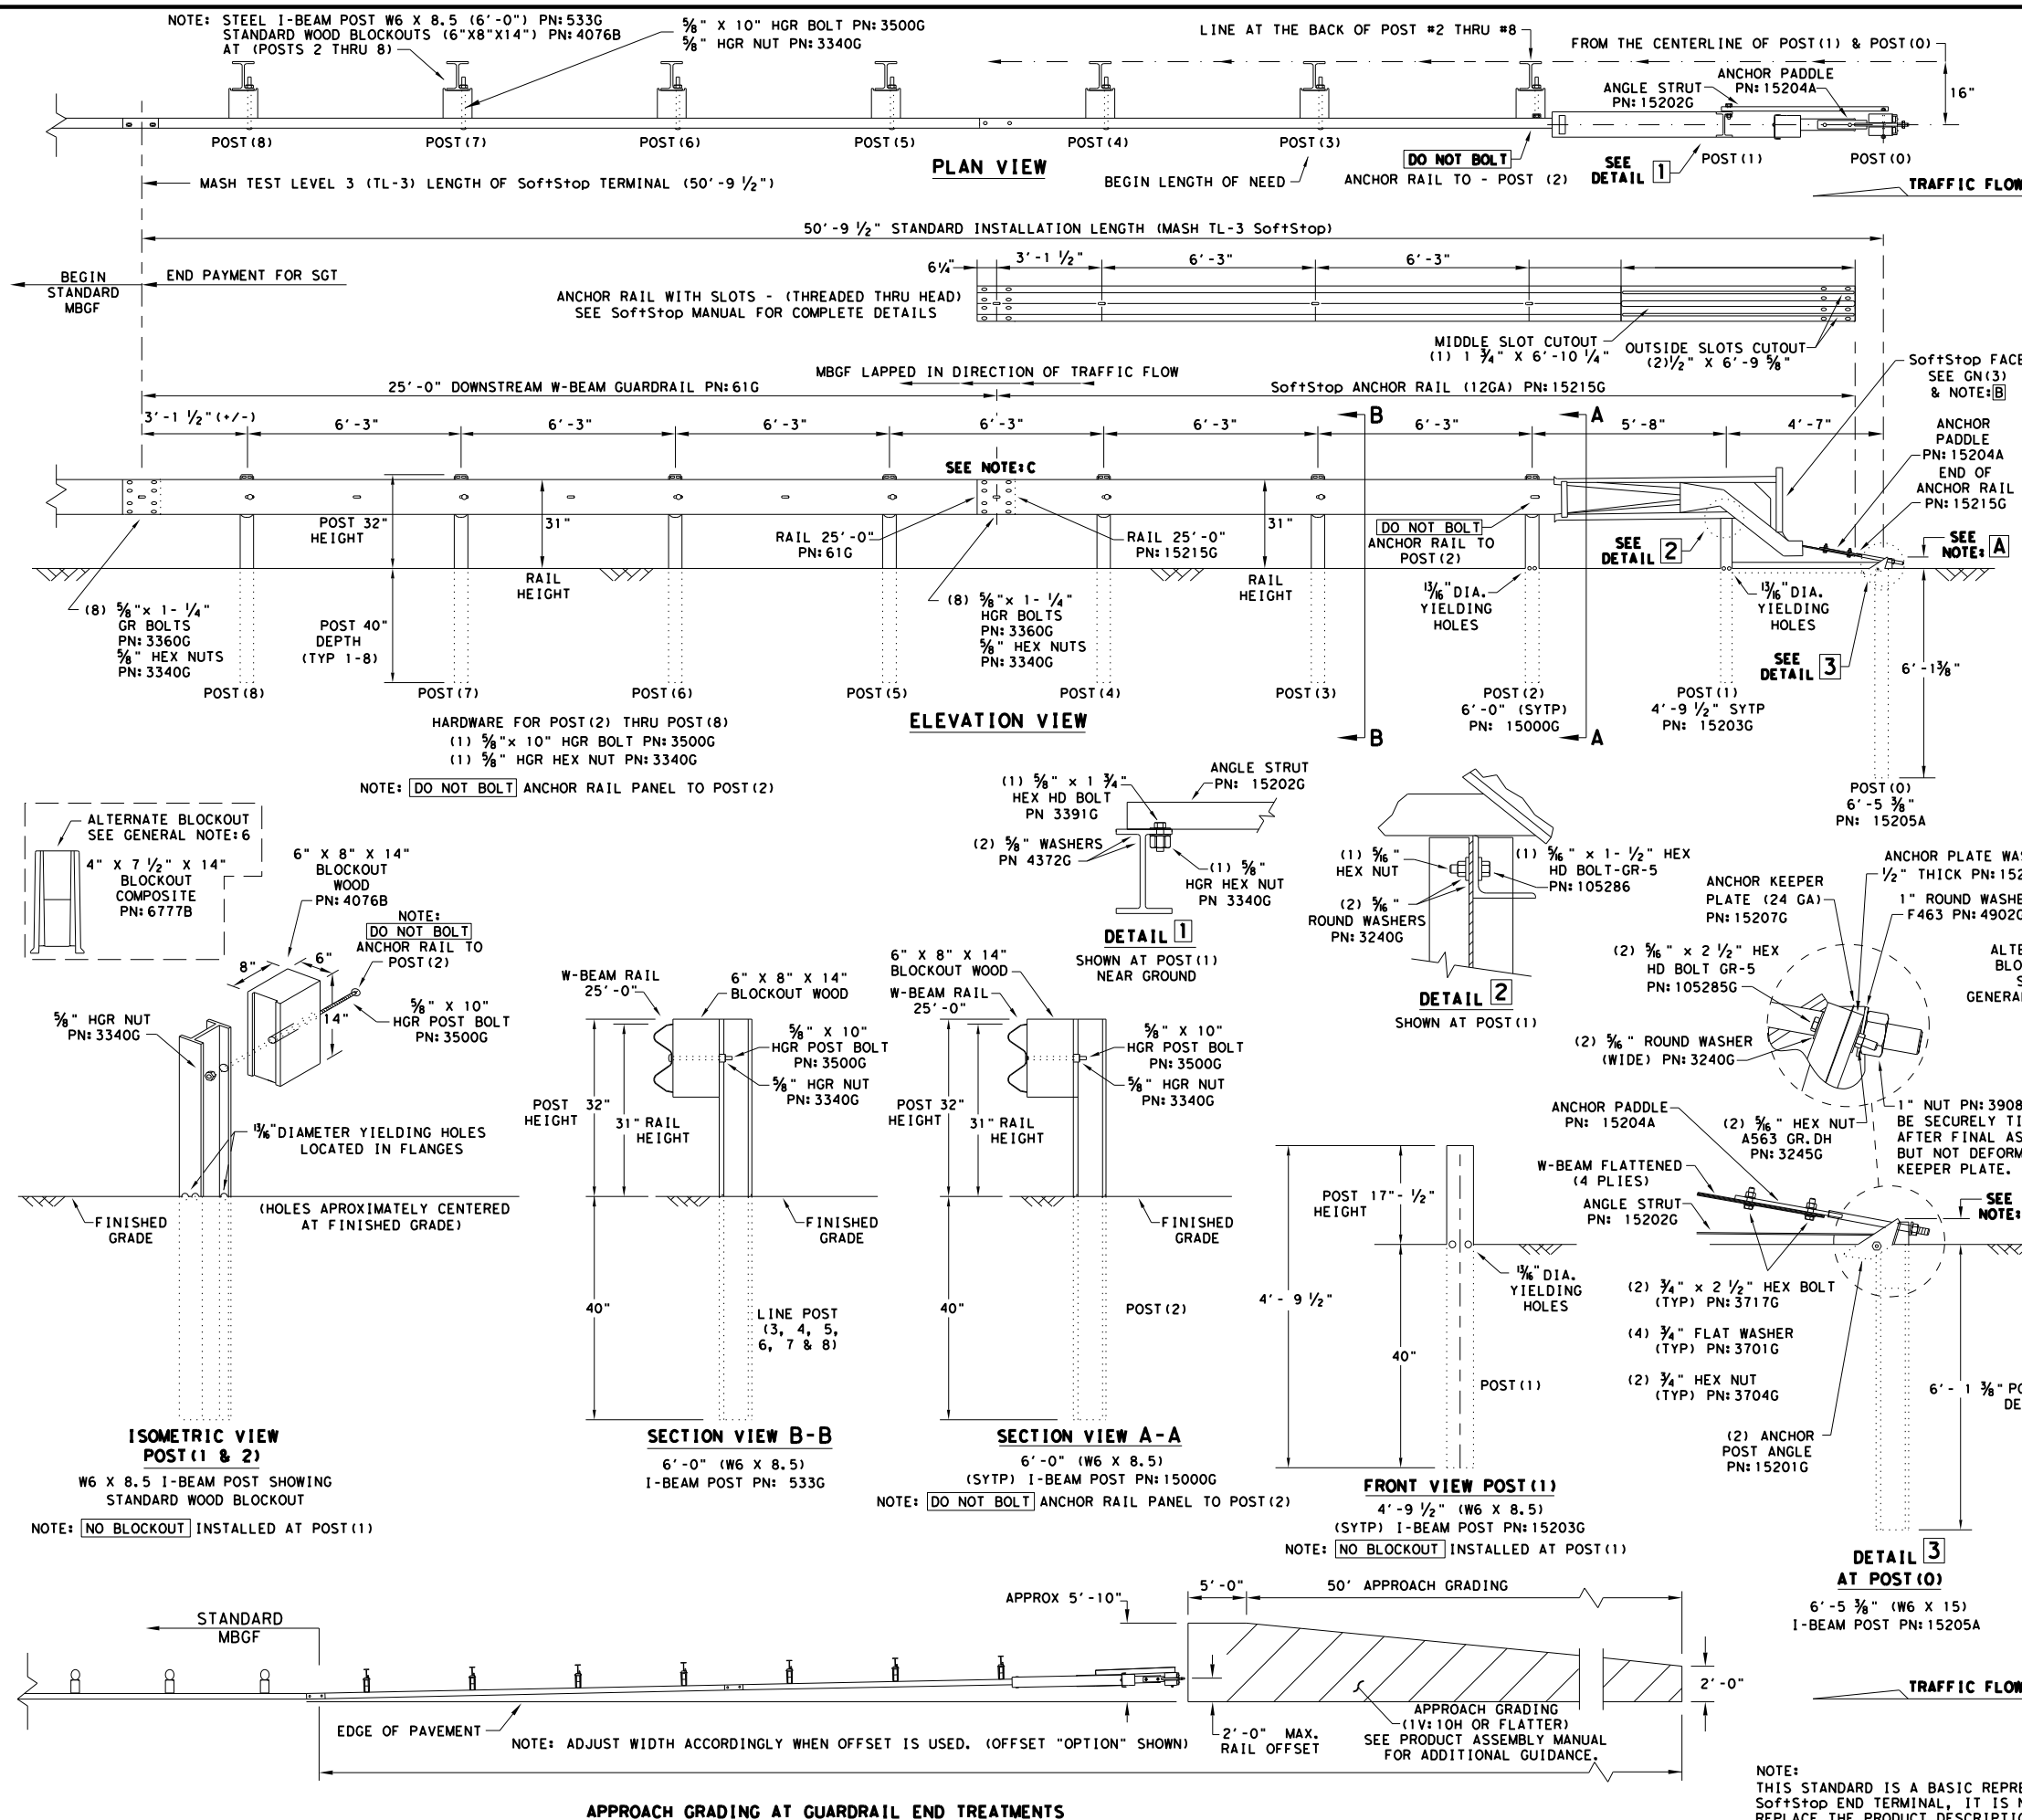 NOTE: STEEL I-BEAM POST W6 X 8.5 (6'-0") PN:533G
STANDARD WOOD BLOCKOUTS (6"X8"X14") PN:4076B
AT (POSTS 2 THRU 8)
5/8" X 10" HGR BOLT PN:3500G
5/8" HGR NUT PN:3340G
LINE AT THE BACK OF POST #2 THRU #8
FROM THE CENTERLINE OF POST(1) & POST(0)
ANGLE STRUT
PN:15202G
ANCHOR PADDLE
PN:15204A
16"
POST(8)
POST(7)
POST(6)
POST(5)
POST(4)
POST(3)
POST(1)
POST(0)
PLAN VIEW
DO NOT BOLT
ANCHOR RAIL TO - POST (2)
SEE
DETAIL 1
BEGIN LENGTH OF NEED
MASH TEST LEVEL 3 (TL-3) LENGTH OF SoftStop TERMINAL (50'-9 1/2")
TRAFFIC FLOW
50'-9 1/2" STANDARD INSTALLATION LENGTH (MASH TL-3 SoftStop)
BEGIN
STANDARD
MBGF
END PAYMENT FOR SGT
6 1/4"
3'-1 1/2"
6'-3"
6'-3"
ANCHOR RAIL WITH SLOTS - (THREADED THRU HEAD)
SEE SoftStop MANUAL FOR COMPLETE DETAILS
MIDDLE SLOT CUTOUT
(1) 1 3/4" X 6'-10 1/4"
OUTSIDE SLOTS CUTOUT
(2)1/2" X 6'-9 5/8"
MBGF LAPPED IN DIRECTION OF TRAFFIC FLOW
25'-0" DOWNSTREAM W-BEAM GUARDRAIL PN:61G
SoftStop ANCHOR RAIL (12GA) PN:15215G
SoftStop FACE
SEE GN(3)
& NOTE:B
3'-1 1/2"(+/-)
6'-3"
6'-3"
6'-3"
6'-3"
6'-3"
6'-3"
5'-8"
4'-7"
B
A
ANCHOR
PADDLE
PN:15204A
END OF
ANCHOR RAIL
PN:15215G
SEE NOTE:C
POST 32"
HEIGHT
31"
RAIL
HEIGHT
RAIL 25'-0"
PN:61G
RAIL 25'-0"
PN:15215G
31"
RAIL
HEIGHT
DO NOT BOLT
ANCHOR RAIL TO
POST(2)
SEE
DETAIL 2
SEE
NOTE: A
13/16" DIA.
YIELDING
HOLES
13/16" DIA.
YIELDING
HOLES
(8) 5/8"x 1- 1/4"
GR BOLTS
PN:3360G
5/8" HEX NUTS
PN:3340G
POST 40"
DEPTH
(TYP 1-8)
(8) 5/8"x 1- 1/4"
HGR BOLTS
PN:3360G
5/8" HEX NUTS
PN:3340G
SEE
DETAIL 3
6'-1 3/8"
POST(8)
POST(7)
POST(6)
POST(5)
POST(4)
POST(3)
POST(2)
6'-0" (SYTP)
PN: 15000G
POST(1)
4'-9 1/2" SYTP
PN: 15203G
POST(0)
6'-5 3/8"
PN: 15205A
B
A
ELEVATION VIEW
HARDWARE FOR POST(2) THRU POST(8)
(1) 5/8"x 10" HGR BOLT PN:3500G
(1) 5/8" HGR HEX NUT PN:3340G
NOTE: DO NOT BOLT ANCHOR RAIL PANEL TO POST(2)
ALTERNATE BLOCKOUT
SEE GENERAL NOTE:6
4" X 7 1/2" X 14"
BLOCKOUT
COMPOSITE
PN:6777B
6" X 8" X 14"
BLOCKOUT
WOOD
PN:4076B
NOTE:
DO NOT BOLT
ANCHOR RAIL TO
POST(2)
8"
6"
14"
5/8" HGR NUT
PN:3340G
5/8" X 10"
HGR POST BOLT
PN:3500G
13/16"DIAMETER YIELDING HOLES
LOCATED IN FLANGES
(HOLES APROXIMATELY CENTERED
AT FINISHED GRADE)
FINISHED
GRADE
ISOMETRIC VIEW
POST(1 & 2)
W6 X 8.5 I-BEAM POST SHOWING
STANDARD WOOD BLOCKOUT
NOTE: NO BLOCKOUT INSTALLED AT POST(1)
W-BEAM RAIL
25'-0"
6" X 8" X 14"
BLOCKOUT WOOD
5/8" X 10"
HGR POST BOLT
PN:3500G
5/8" HGR NUT
PN:3340G
POST 32"
HEIGHT
31" RAIL
HEIGHT
FINISHED
GRADE
40"
LINE POST
(3, 4, 5,
6, 7 & 8)
SECTION VIEW B-B
6'-0" (W6 X 8.5)
I-BEAM POST PN: 533G
6" X 8" X 14"
BLOCKOUT WOOD
W-BEAM RAIL
25'-0"
5/8" X 10"
HGR POST BOLT
PN:3500G
5/8" HGR NUT
PN:3340G
POST 32"
HEIGHT
31" RAIL
HEIGHT
FINISHED
GRADE
40"
POST(2)
SECTION VIEW A-A
6'-0" (W6 X 8.5)
(SYTP) I-BEAM POST PN:15000G
NOTE: DO NOT BOLT ANCHOR RAIL PANEL TO POST(2)
(1) 5/8" x 1 3/4"
HEX HD BOLT
PN 3391G
ANGLE STRUT
PN: 15202G
(2) 5/8" WASHERS
PN 4372G
(1) 5/8
HGR HEX NUT
PN 3340G
DETAIL 1
SHOWN AT POST(1)
NEAR GROUND
(1) 5/16"
HEX NUT
(1) 5/16" x 1- 1/2" HEX
HD BOLT-GR-5
PN:105286
(2) 5/16"
ROUND WASHERS
PN:3240G
DETAIL 2
SHOWN AT POST(1)
POST 17"- 1/2"
HEIGHT
4'- 9 1/2"
40"
13/16"DIA.
YIELDING
HOLES
POST(1)
FRONT VIEW POST(1)
4'-9 1/2" (W6 X 8.5)
(SYTP) I-BEAM POST PN:15203G
NOTE: NO BLOCKOUT INSTALLED AT POST(1)
ANCHOR PLATE
1/2" THICK
ANCHOR KEEPER
PLATE (24 GA)
PN:15207G
1" ROUND
F463 PN:4902G
(2) 5/16" x 2 1/2" HEX
HD BOLT GR-5
PN:105285G
(2) 5/16" ROUND WASHER
(WIDE) PN:3240G
GENERAL
ANCHOR PADDLE
PN: 15204A
(2) 5/16" HEX NUT
A563 GR.DH
PN:3245G
1" NUT PN:3908
BE SECURELY
AFTER FINAL
BUT NOT
KEEPER PLATE.
W-BEAM FLATTENED
(4 PLIES)
ANGLE STRUT
PN: 15202G
SEE
NOTE:
(2) 3/4" x 2 1/2" HEX BOLT
(TYP) PN:3717G
(4) 3/4" FLAT WASHER
(TYP) PN:3701G
(2) 3/4" HEX NUT
(TYP) PN:3704G
6'- 1 3/8"
(2) ANCHOR
POST ANGLE
PN:15201G
DETAIL 3
AT POST(0)
6'-5 3/8" (W6 X 15)
I-BEAM POST PN:15205A
STANDARD
MBGF
APPROX 5'-10"
5'-0"
50' APPROACH GRADING
2'-0"
TRAFFIC FLOW
EDGE OF PAVEMENT
NOTE: ADJUST WIDTH ACCORDINGLY WHEN OFFSET IS USED. (OFFSET "OPTION" SHOWN)
2'-0" MAX.
RAIL OFFSET
APPROACH GRADING
(1V:10H OR FLATTER)
SEE PRODUCT ASSEMBLY MANUAL
FOR ADDITIONAL GUIDANCE.
APPROACH GRADING AT GUARDRAIL END TREATMENTS
NOTE:
THIS STANDARD IS A BASIC
SoftStop END TERMINAL, IT IS
REPLACE THE PRODUCT